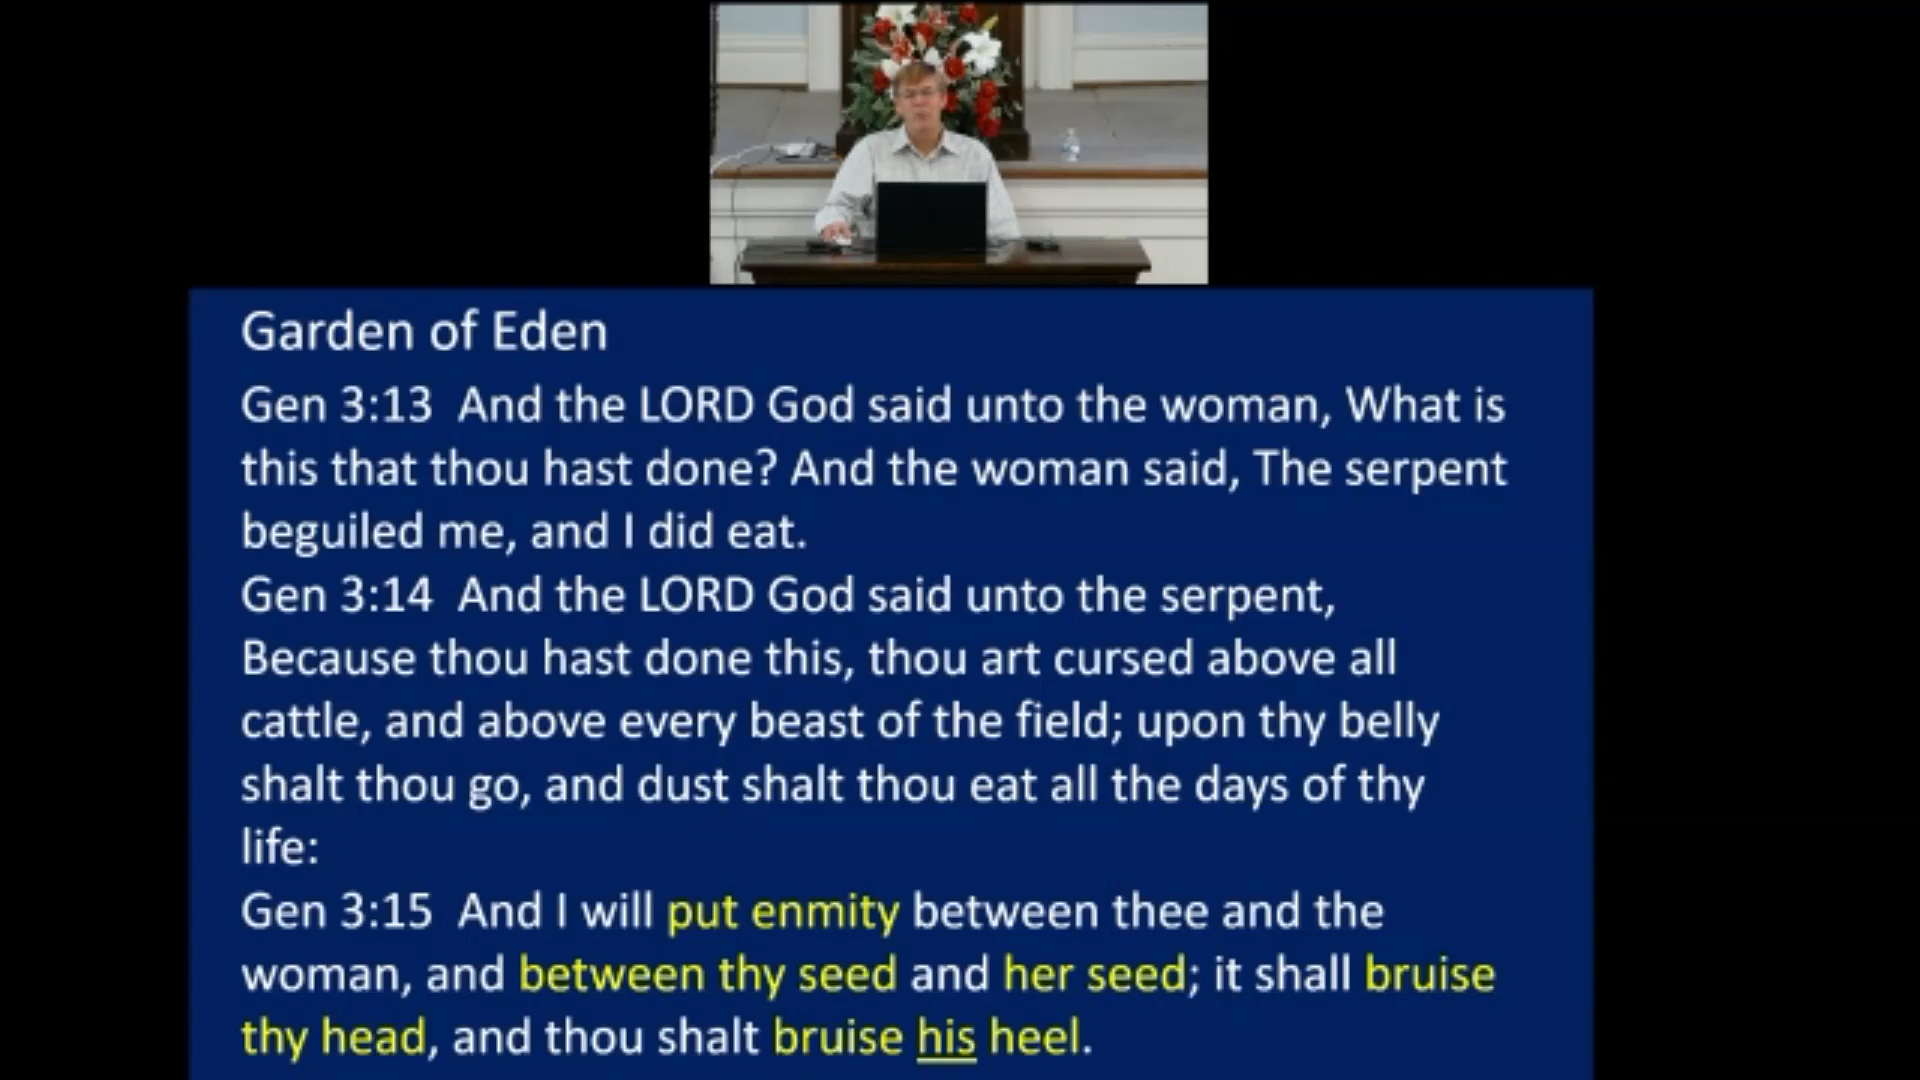 Garden of Eden
Gen 3:13  And the LORD God said unto the woman, What is
this that thou hast done? And the woman said, The serpent
beguiled me, and I did eat.
Gen 3:14  And the LORD God said unto the serpent,
Because thou hast done this, thou art cursed above all
cattle, and above every beast of the field; upon thy belly
shalt thou go, and dust shalt thou eat all the days of thy
life:
Gen 3:15  And I will put enmity between thee and the
woman, and between thy seed and her seed; it shall bruise
thy head, and thou shalt bruise his heel.